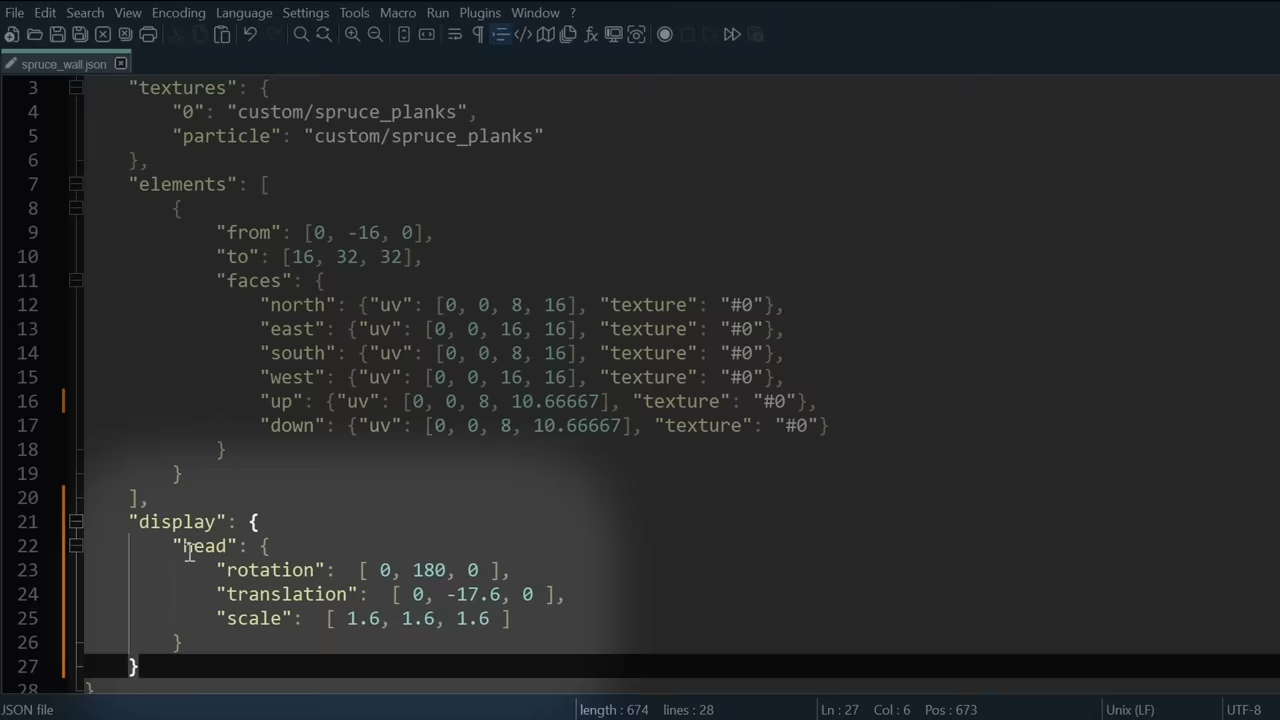 File Edit Search View Encoding Language Settings Tools Macro Run Plugins Window ?
spruce_wall.json
3 "textures": {
4 "0": "custom/spruce_planks",
5 "particle": "custom/spruce_planks"
6 },
7 "elements": [
8 {
9 "from": [0, -16, 0],
10 "to": [16, 32, 32],
11 "faces": {
12 "north": {"uv": [0, 0, 8, 16], "texture": "#0"},
13 "east": {"uv": [0, 0, 16, 16], "texture": "#0"},
14 "south": {"uv": [0, 0, 8, 16], "texture": "#0"},
15 "west": {"uv": [0, 0, 16, 16], "texture": "#0"},
16 "up": {"uv": [0, 0, 8, 10.66667], "texture": "#0"},
17 "down": {"uv": [0, 0, 8, 10.66667], "texture": "#0"}
18 }
19 }
20 ],
21 "display": {
22 "head": {
23 "rotation": [ 0, 180, 0 ],
24 "translation": [ 0, -17.6, 0 ],
25 "scale": [ 1.6, 1.6, 1.6 ]
26 }
27 }
28 }
JSON file length : 674 lines : 28 Ln : 27 Col : 6 Pos : 673 Unix (LF) UTF-8